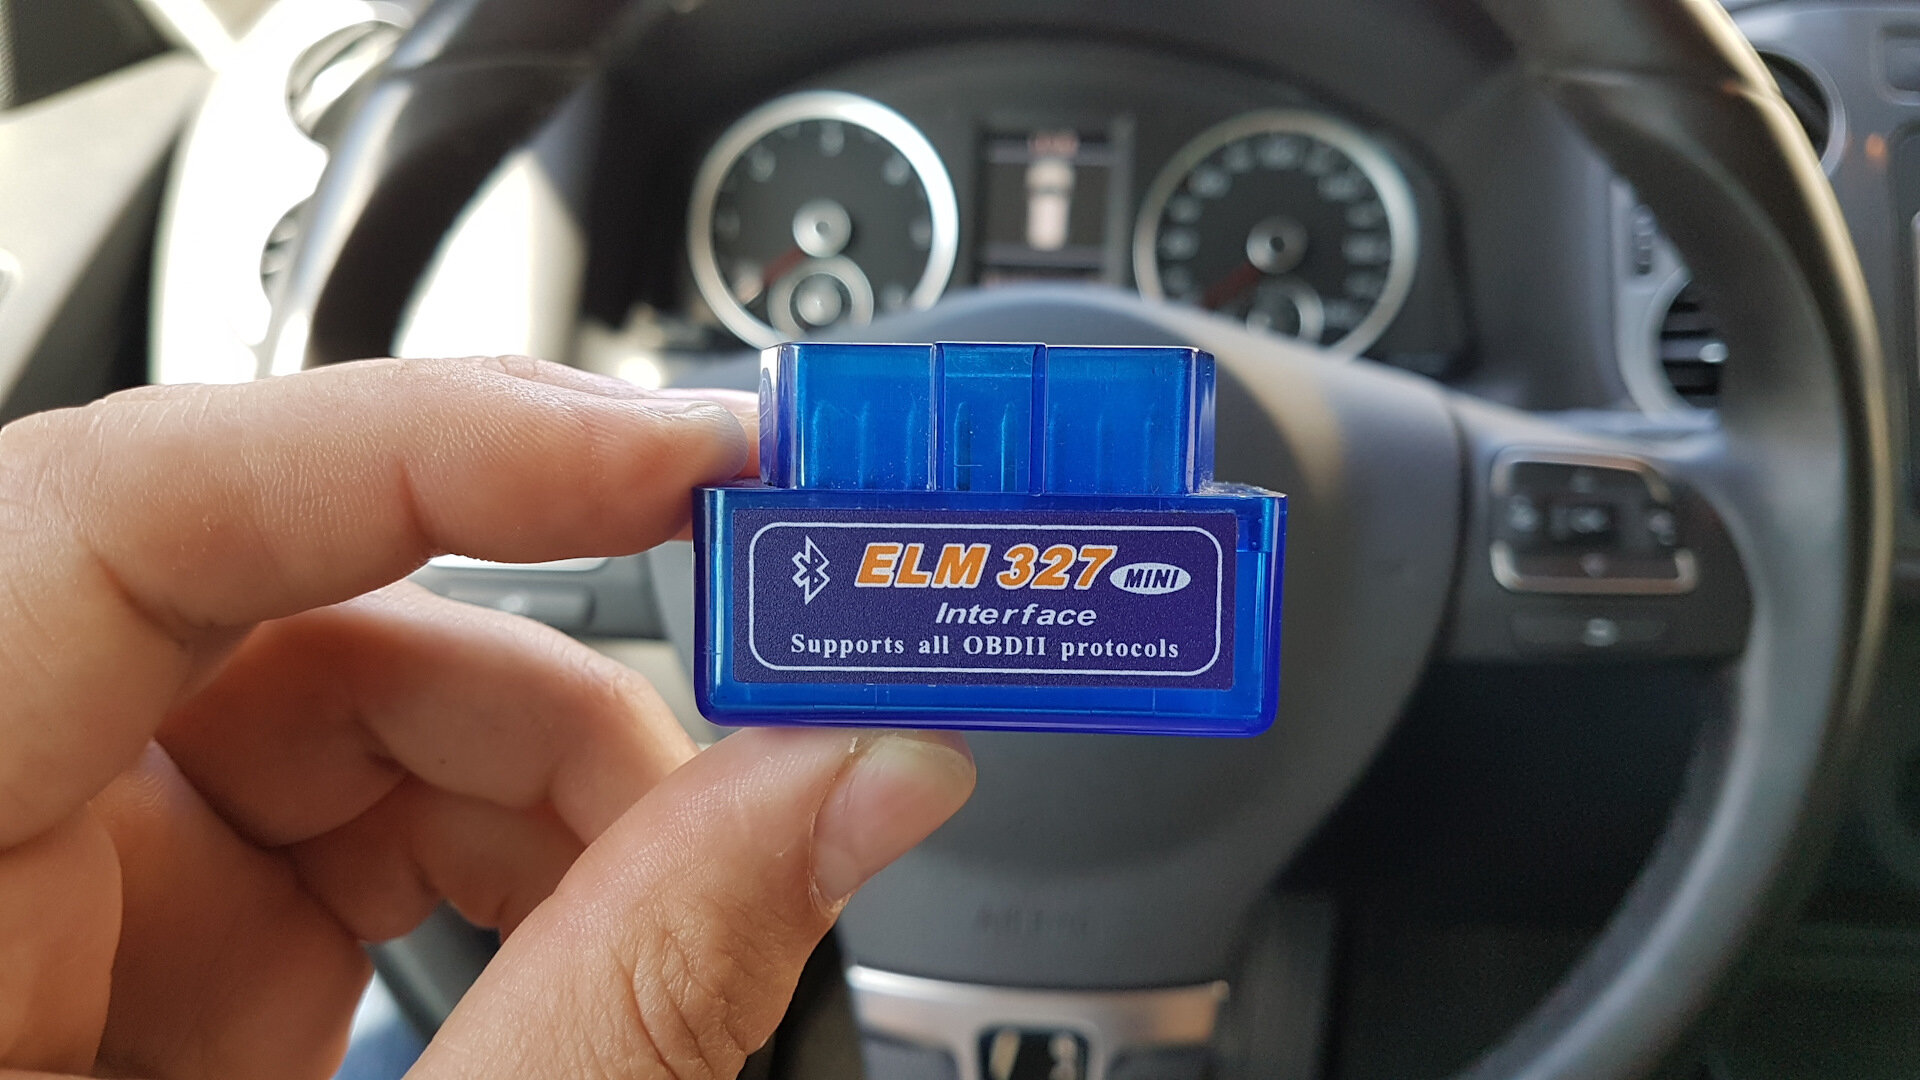 ELM 327 MINI
Interface
Supports all OBDII protocols